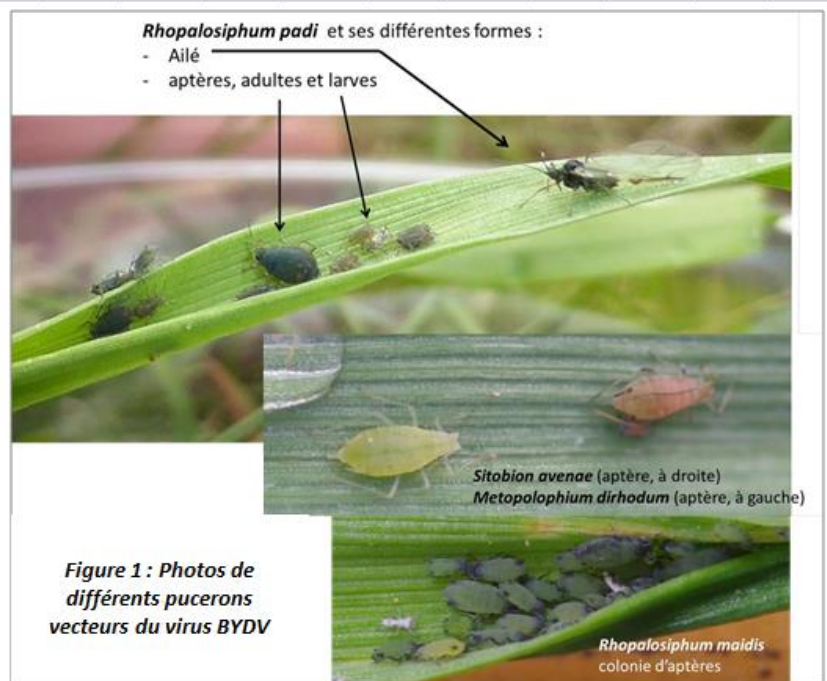 Rhopalosiphum padi et ses différentes formes :
- Ailé
- aptères, adultes et larves
Sitobion avenae (aptère, à droite)
Metopolophium dirhodum (aptère, à gauche)
Figure 1 : Photos de
différents pucerons
vecteurs du virus BYDV
Rhopalosiphum maidis
colonie d'aptères